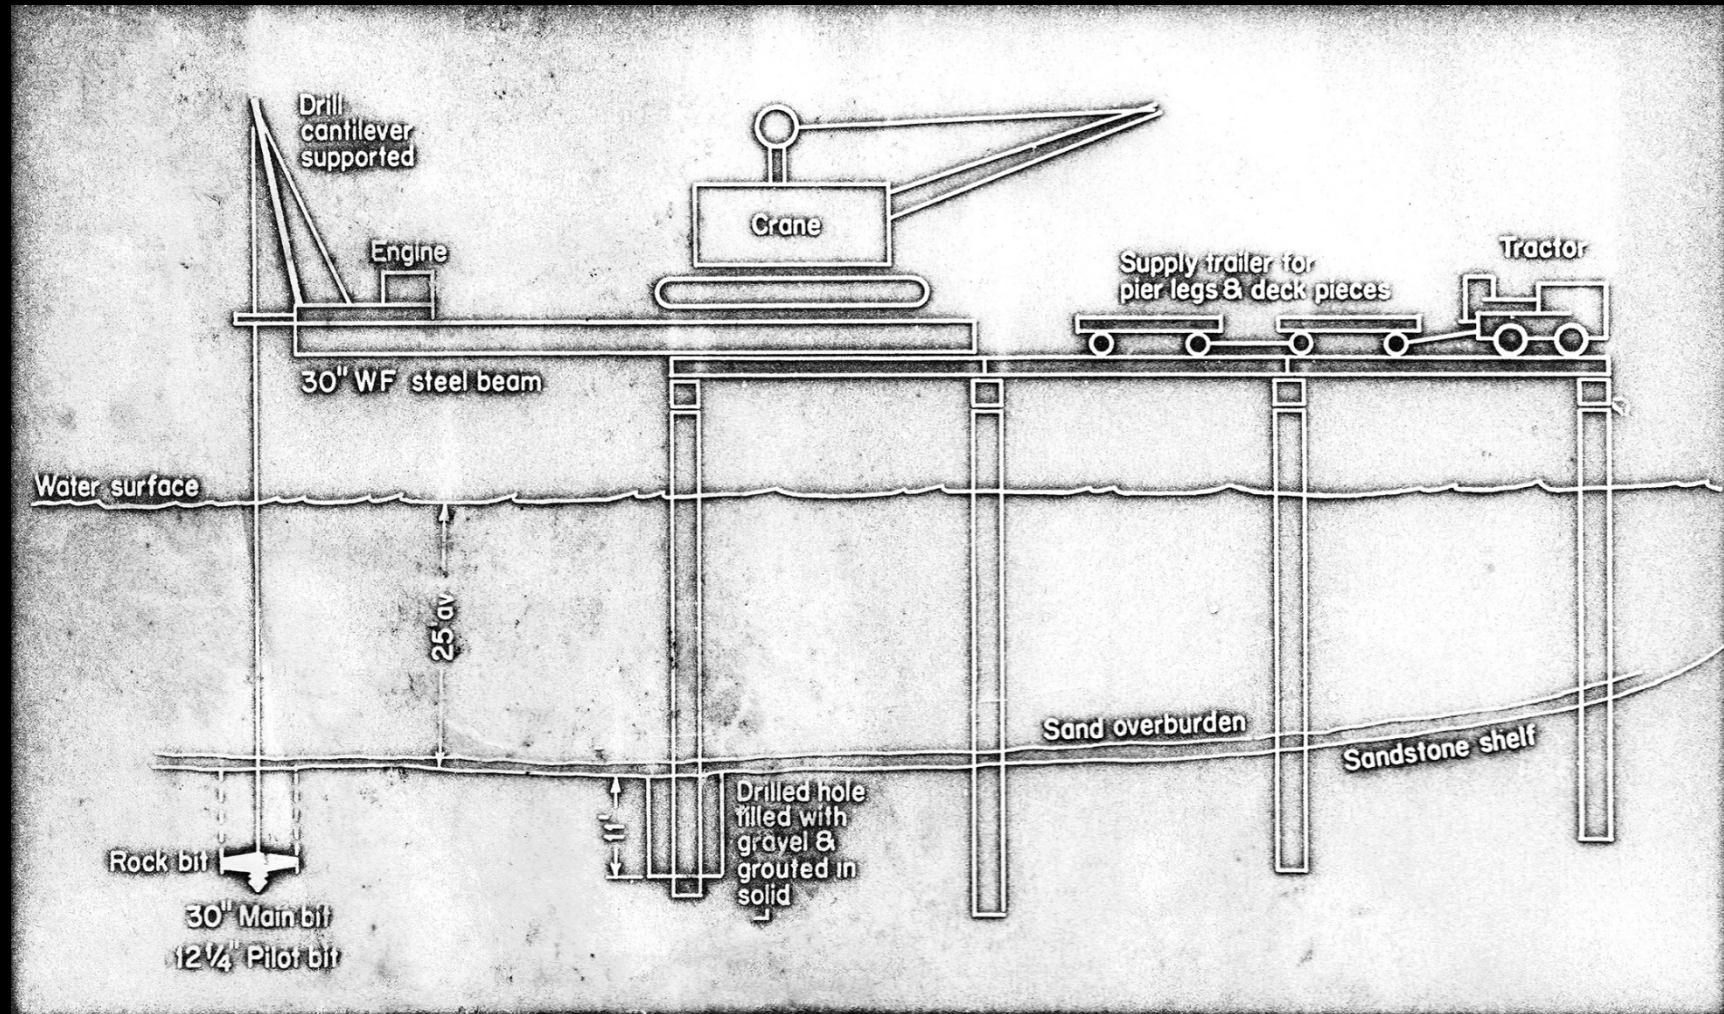 Drill
cantilever
supported
Engine
Crane
Supply trailer for
pier legs & deck pieces
Tractor
30" WF steel beam
Water surface
25' av
Sand overburden
Sandstone shelf
11'
Drilled hole
filled with
gravel &
grouted in
solid
Rock bit
30" Main bit
12¼" Pilot bit